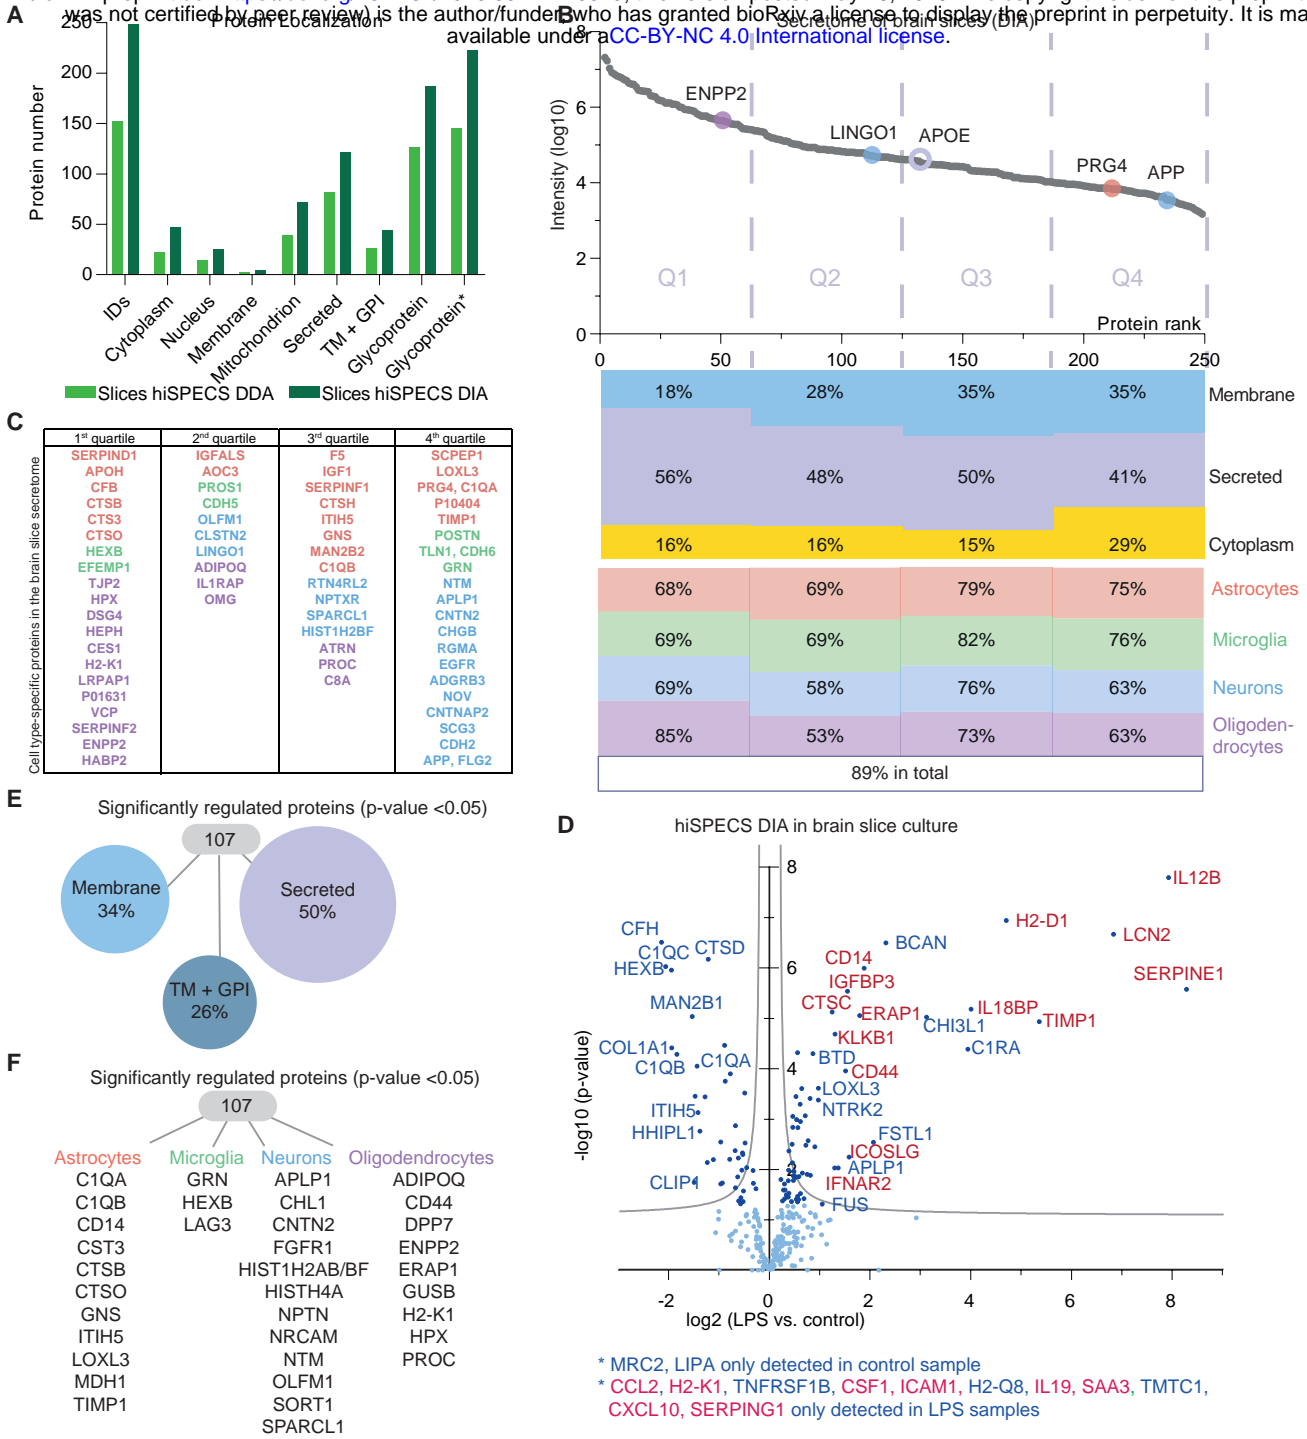 was not certified by peer review) is the author/funder, who has granted bioRxiv a license to display the preprint in perpetuity. It is ma
available under aCC-BY-NC 4.0 International license.
A
Protein Localization
Protein number
250
200
150
100
50
0
IDs
Cytoplasm
Nucleus
Membrane
Mitochondrion
Secreted
TM + GPI
Glycoprotein
Glycoprotein*
Slices hiSPECS DDA
Slices hiSPECS DIA
B
Secretome of brain slices (DIA)
Intensity (log10)
8
6
4
2
0
ENPP2
LINGO1
APOE
PRG4
APP
Q1
Q2
Q3
Q4
Protein rank
0
50
100
150
200
250
18%
28%
35%
35%
Membrane
56%
48%
50%
41%
Secreted
16%
16%
15%
29%
Cytoplasm
68%
69%
79%
75%
Astrocytes
69%
69%
82%
76%
Microglia
69%
58%
76%
63%
Neurons
85%
53%
73%
63%
Oligoden-
drocytes
89% in total
C
Cell type-specific proteins in the brain slice secretome
1st quartile
SERPIND1
APOH
CFB
CTSB
CTS3
CTSO
HEXB
EFEMP1
TJP2
HPX
DSG4
HEPH
CES1
H2-K1
LRPAP1
P01631
VCP
SERPINF2
ENPP2
HABP2
2nd quartile
IGFALS
AOC3
PROS1
CDH5
OLFM1
CLSTN2
LINGO1
ADIPOQ
IL1RAP
OMG
3rd quartile
F5
IGF1
SERPINF1
CTSH
ITIH5
GNS
MAN2B2
C1QB
RTN4RL2
NPTXR
SPARCL1
HIST1H2BF
ATRN
PROC
C8A
4th quartile
SCPEP1
LOXL3
PRG4, C1QA
P10404
TIMP1
POSTN
TLN1, CDH6
GRN
NTM
APLP1
CNTN2
CHGB
RGMA
EGFR
ADGRB3
NOV
CNTNAP2
SCG3
CDH2
APP, FLG2
E
Significantly regulated proteins (p-value <0.05)
107
Membrane
34%
Secreted
50%
TM + GPI
26%
F
Significantly regulated proteins (p-value <0.05)
107
Astrocytes
C1QA
C1QB
CD14
CST3
CTSB
CTSO
GNS
ITIH5
LOXL3
MDH1
TIMP1
Microglia
GRN
HEXB
LAG3
Neurons
APLP1
CHL1
CNTN2
FGFR1
HIST1H2AB/BF
HISTH4A
NPTN
NRCAM
NTM
OLFM1
SORT1
SPARCL1
Oligodendrocytes
ADIPOQ
CD44
DPP7
ENPP2
ERAP1
GUSB
H2-K1
HPX
PROC
D
hiSPECS DIA in brain slice culture
-log10 (p-value)
8
6
4
2
IL12B
H2-D1
LCN2
CFH
BCAN
C1QC
CTSD
CD14
HEXB
SERPINE1
IGFBP3
MAN2B1
CTSC
ERAP1
IL18BP
CHI3L1
TIMP1
KLKB1
COL1A1
BTD
C1RA
C1QB
C1QA
CD44
LOXL3
ITIH5
NTRK2
HHIPL1
FSTL1
ICOSLG
APLP1
CLIP1
IFNAR2
FUS
-2
0
2
4
6
8
log2 (LPS vs. control)
* MRC2, LIPA only detected in control sample
* CCL2, H2-K1, TNFRSF1B, CSF1, ICAM1, H2-Q8, IL19, SAA3, TMTC1,
CXCL10, SERPING1 only detected in LPS samples